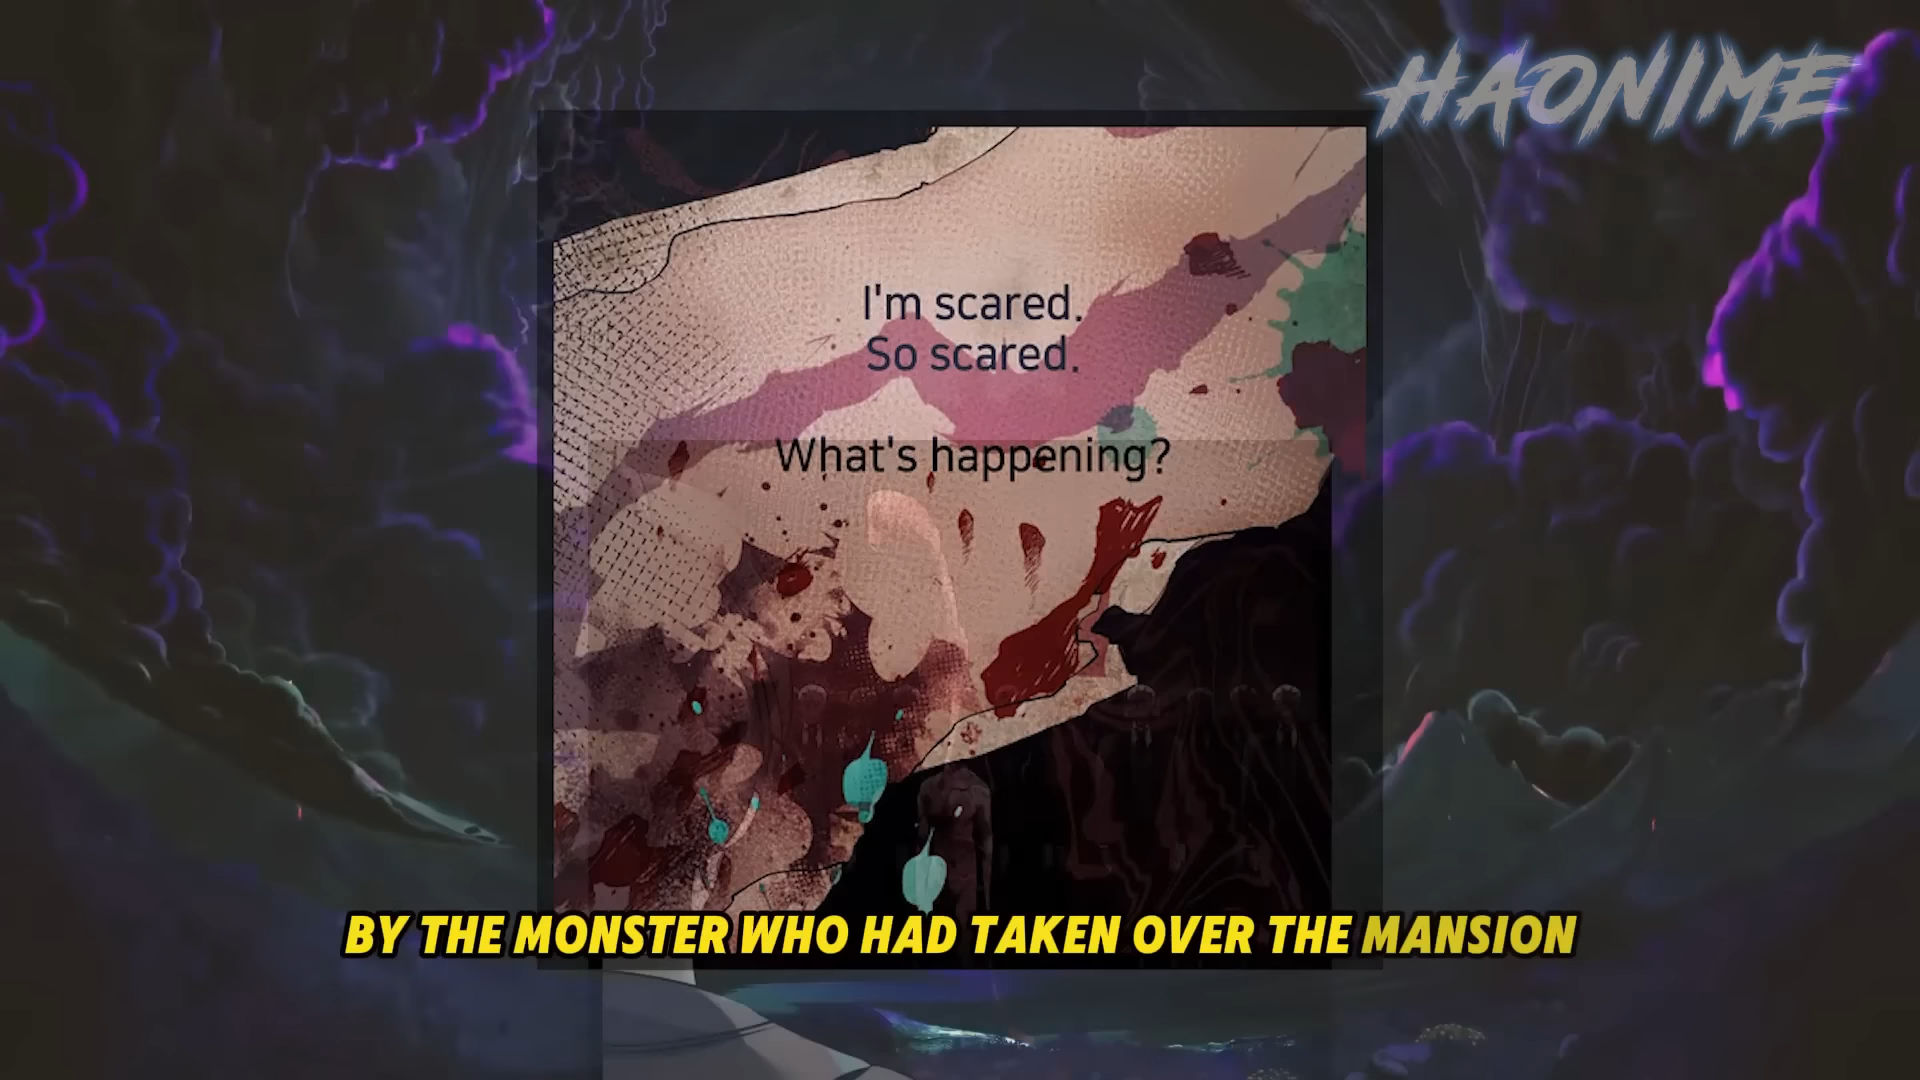 HAONIME
I'm scared.
So scared.
What's happening?
BY THE MONSTER WHO HAD TAKEN OVER THE MANSION